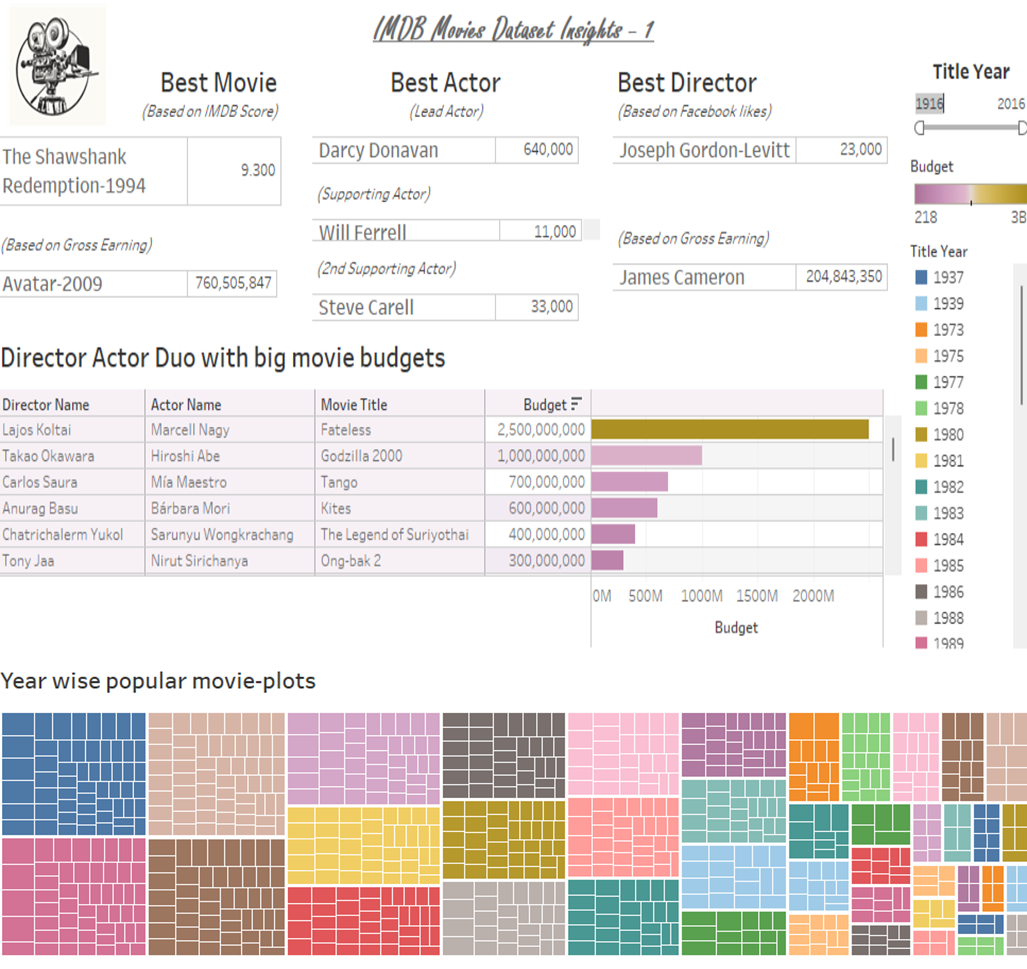 IMDB Movies Dataset Insights - 1
Best Movie
(Based on IMDB Score)
The Shawshank
Redemption-1994
9.300
(Based on Gross Earning)
Avatar-2009 760,505,847
Best Actor
(Lead Actor)
Darcy Donavan 640,000
(Supporting Actor)
Will Ferrell 11,000
(2nd Supporting Actor)
Steve Carell 33,000
Best Director
(Based on Facebook likes)
Joseph Gordon-Levitt 23,000
(Based on Gross Earning)
James Cameron 204,843,350
Title Year
1916 2016
Budget
218 3B
Title Year
1937
1939
1973
1975
1977
1978
1980
1981
1982
1983
1984
1985
1986
1988
1989
Director Actor Duo with big movie budgets
Director Name Actor Name Movie Title Budget
Lajos Koltai Marcell Nagy Fateless 2,500,000,000
Takao Okawara Hiroshi Abe Godzilla 2000 1,000,000,000
Carlos Saura Mía Maestro Tango 700,000,000
Anurag Basu Bárbara Mori Kites 600,000,000
Chatrichalerm Yukol Sarunyu Wongkrachang The Legend of Suriyothai 400,000,000
Tony Jaa Nirut Sirichanya Ong-bak 2 300,000,000
0M 500M 1000M 1500M 2000M
Budget
Year wise popular movie-plots